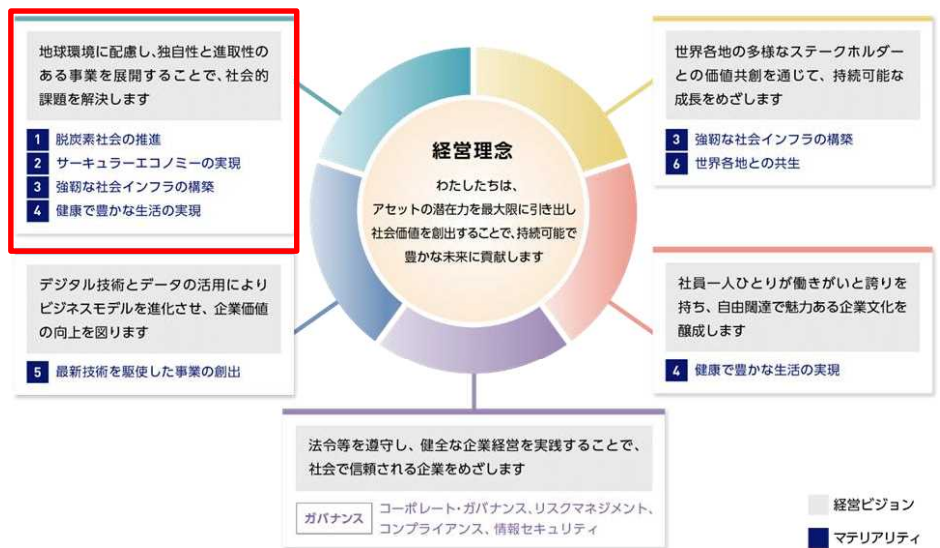 地球環境に配慮し、独自性と進取性の
ある事業を展開することで、社会的
課題を解決します
1 脱炭素社会の推進
2 サーキュラーエコノミーの実現
3 強靭な社会インフラの構築
4 健康で豊かな生活の実現
世界各地の多様なステークホルダー
との価値共創を通じて、持続可能な
成長をめざします
3 強靭な社会インフラの構築
6 世界各地との共生
経営理念
わたしたちは、
アセットの潜在力を最大限に引き出し
社会価値を創出することで、持続可能で
豊かな未来に貢献します
デジタル技術とデータの活用により
ビジネスモデルを進化させ、企業価値
の向上を図ります
5 最新技術を駆使した事業の創出
社員一人ひとりが働きがいと誇りを
持ち、自由闊達で魅力ある企業文化を
醸成します
4 健康で豊かな生活の実現
法令等を遵守し、健全な企業経営を実践することで、
社会で信頼される企業をめざします
ガバナンス コーポレート・ガバナンス、リスクマネジメント、
コンプライアンス、情報セキュリティ
経営ビジョン
マテリアリティ